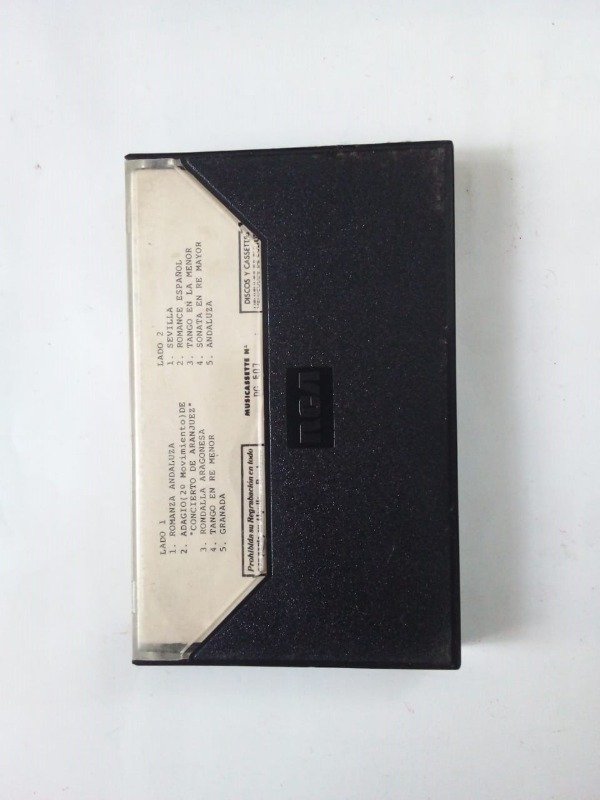 LADO 1
1. ROMANZA ANDALUZA
2. ADAGIO(2º Movimiento)DE
"CONCIERTO DE ARANJUEZ"
3. RONDALLA ARAGONESA
4. TANGO EN RE MENOR
5. GRANADA
LADO 2
1. SEVILLA
2. ROMANCE ESPAÑOL
3. TANGO EN LA MENOR
4. SONATA EN RE MAYOR
5. ANDALUZA
Prohibida su Regrabación en todo
MUSICASSETTE Nº
DISCOS Y CASSETTES
RCA